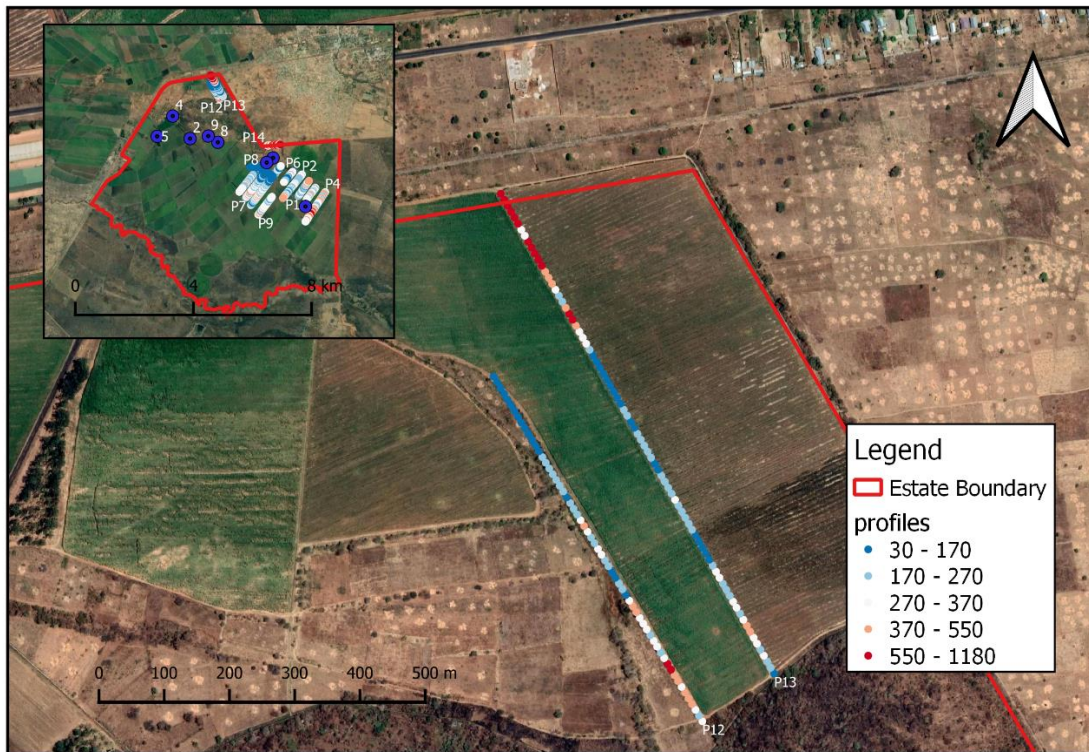 P12 P13
4
5
2
9
8
P14
P8
P6
P2
P4
P7
P1
P9
0 4 8 km
Legend
Estate Boundary
profiles
30 - 170
170 - 270
270 - 370
370 - 550
550 - 1180
0 100 200 300 400 500 m
P13
P12